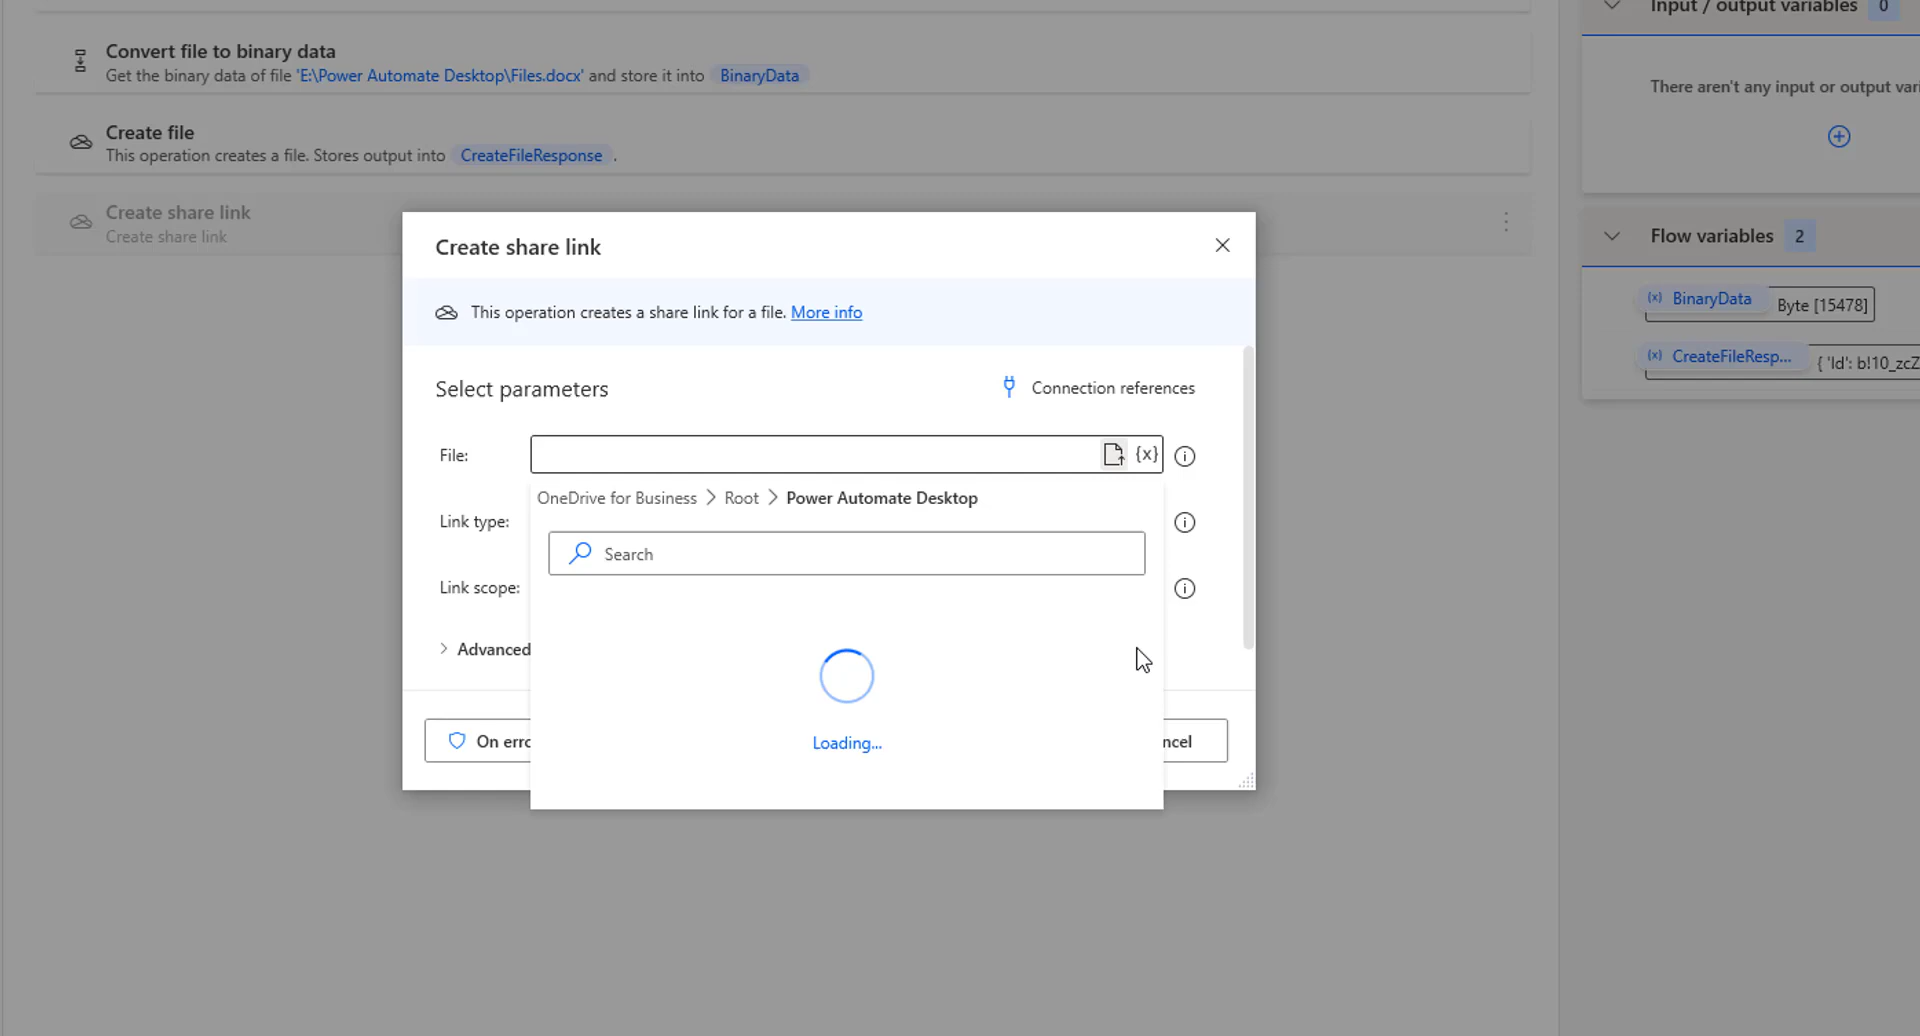 Input / output variables 0
Convert file to binary data
Get the binary data of file 'E:\Power Automate Desktop\Files.docx' and store it into BinaryData
There aren't any input or output vari
Create file
This operation creates a file. Stores output into CreateFileResponse .
Create share link
Create share link
Flow variables 2
(x) BinaryData Byte [15478]
(x) CreateFileResp... { 'Id': b!10_zcZ
Create share link
This operation creates a share link for a file. More info
Select parameters
Connection references
File:
{x}
OneDrive for Business > Root > Power Automate Desktop
Link type:
Search
Link scope:
> Advanced
Loading...
On erro
ncel